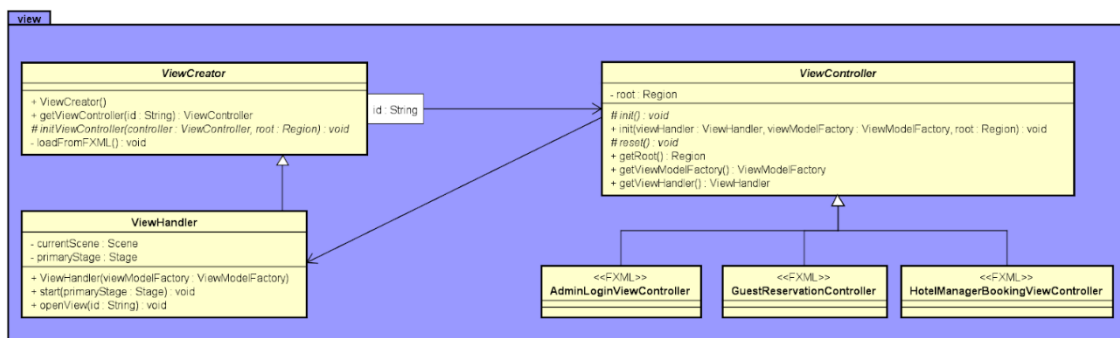 view
ViewCreator
+ ViewCreator()
+ getViewController(id : String) : ViewController
# initViewController(controller : ViewController, root : Region) : void
- loadFromFXML() : void
id : String
ViewController
- root : Region
# init() : void
+ init(viewHandler : ViewHandler, viewModelFactory : ViewModelFactory, root : Region) : void
# reset() : void
+ getRoot() : Region
+ getViewModelFactory() : ViewModelFactory
+ getViewHandler() : ViewHandler
ViewHandler
- currentScene : Scene
- primaryStage : Stage
+ ViewHandler(viewModelFactory : ViewModelFactory)
+ start(primaryStage : Stage) : void
+ openView(id : String) : void
<<FXML>>
AdminLoginViewController
<<FXML>>
GuestReservationController
<<FXML>>
HotelManagerBookingViewController